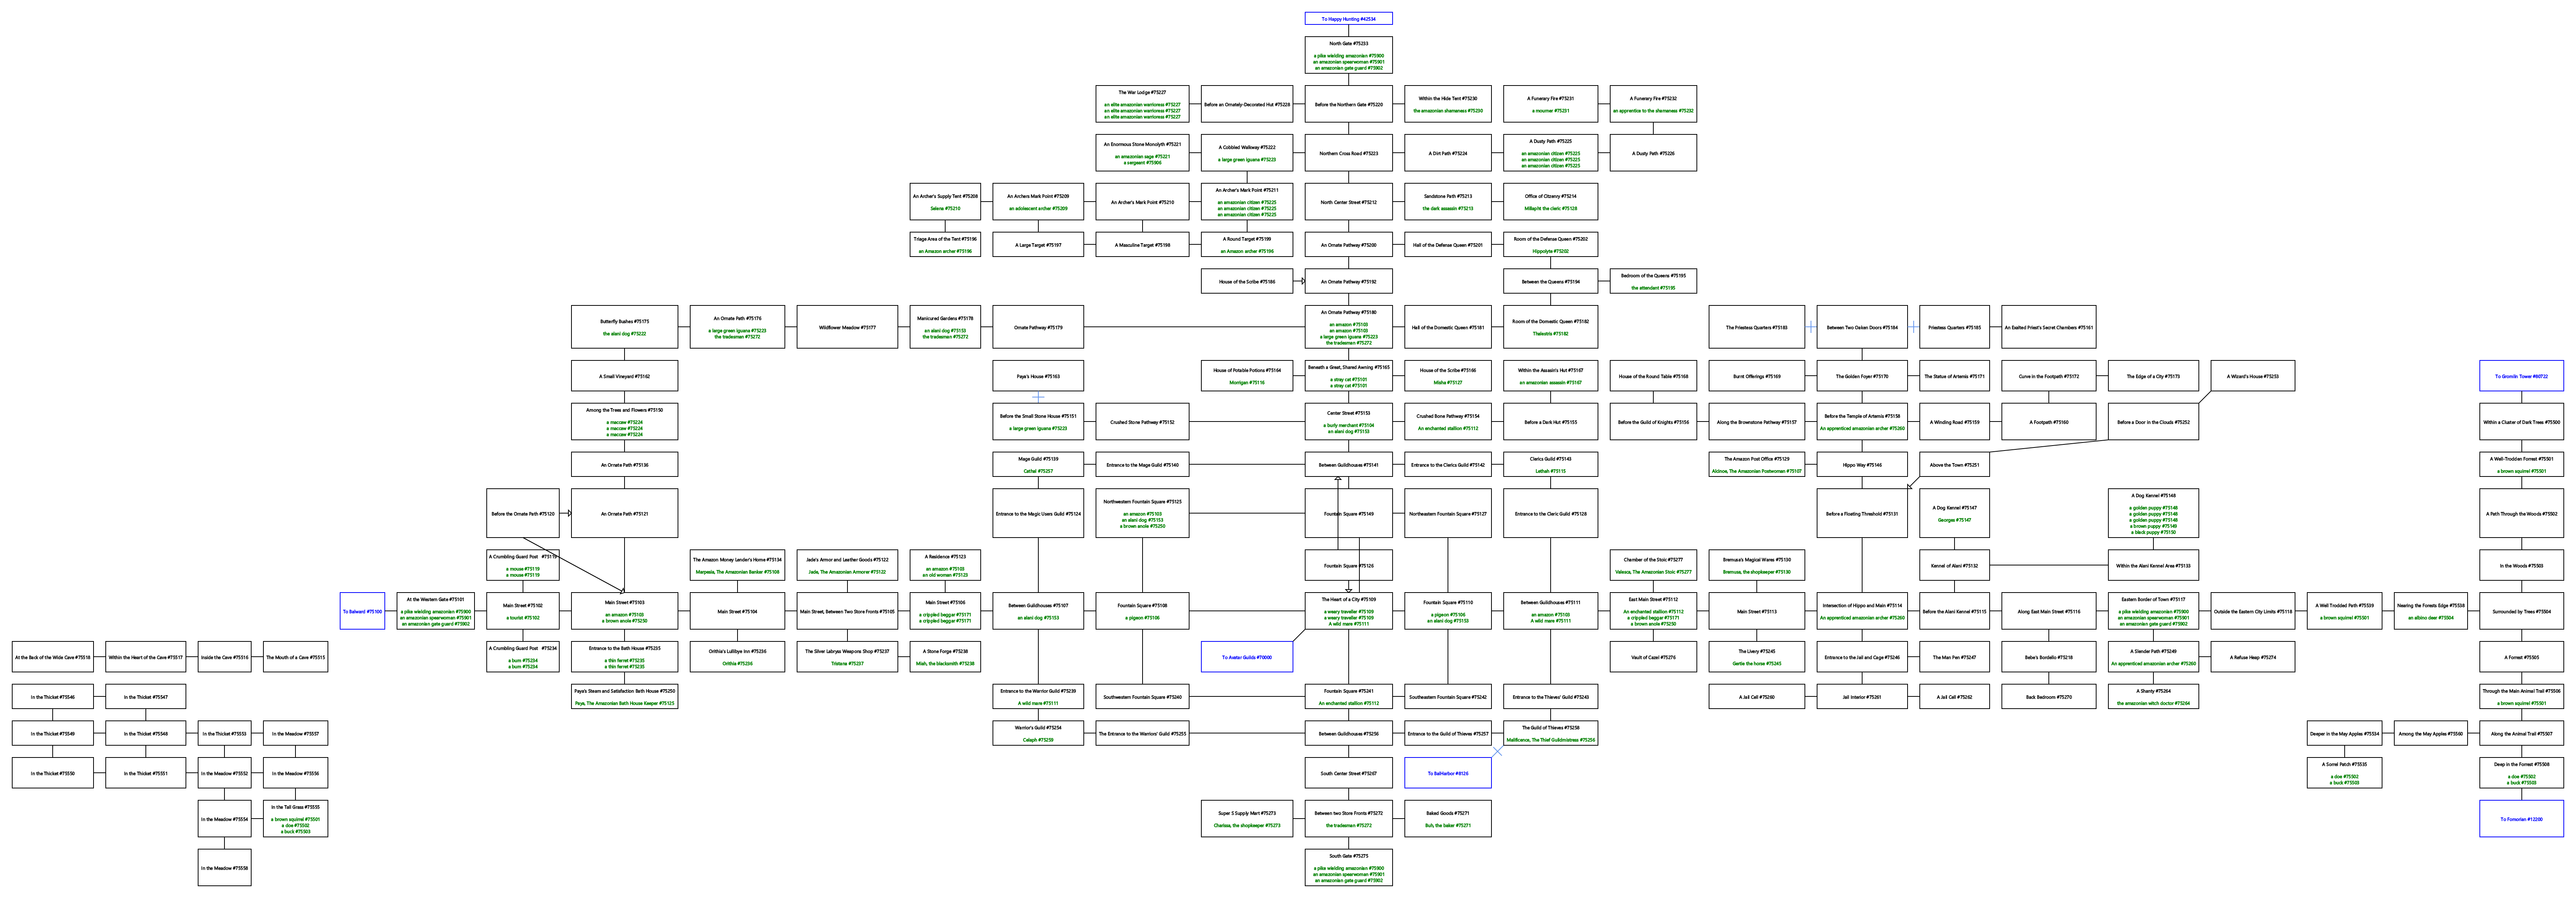 To Happy Hunting #42534
North Gate #75233
a pike wielding amazonian #75900
an amazonian spearwoman #75901
an amazonian gate guard #75902
The War Lodge #75227
an elite amazonian warrioress #75227
an elite amazonian warrioress #75227
an elite amazonian warrioress #75227
Before an Ornately-Decorated Hut #75228
Before the Northern Gate #75220
Within the Hide Tent #75230
the amazonian shamaness #75230
A Funerary Fire #75231
a mourner #75231
A Funerary Fire #75232
an apprentice to the shamaness #75232
An Enormous Stone Monolyth #75221
an amazonian sage #75221
a sergeant #75906
A Cobbled Walkway #75222
a large green iguana #75223
Northern Cross Road #75223
A Dirt Path #75224
A Dusty Path #75225
an amazonian citizen #75225
an amazonian citizen #75225
an amazonian citizen #75225
A Dusty Path #75226
An Archer's Supply Tent #75208
Selene #75210
An Archers Mark Point #75209
an adolescent archer #75209
An Archer's Mark Point #75210
An Archer's Mark Point #75211
an amazonian citizen #75225
an amazonian citizen #75225
an amazonian citizen #75225
North Center Street #75212
Sandstone Path #75213
the dark assassin #75213
Office of Citizenry #75214
Millapht the cleric #75128
Triage Area of the Tent #75196
an Amazon archer #75196
A Large Target #75197
A Masculine Target #75198
A Round Target #75199
an Amazon archer #75196
An Ornate Pathway #75200
Hall of the Defense Queen #75201
Room of the Defense Queen #75202
Hippolyte #75202
House of the Scribe #75186
An Ornate Pathway #75192
Between the Queens #75194
Bedroom of the Queens #75195
the attendant #75195
Butterfly Bushes #75175
the alani dog #75222
An Ornate Path #75176
a large green iguana #75223
the tradesman #75272
Wildflower Meadow #75177
Manicured Gardens #75178
an alani dog #75153
the tradesman #75272
Ornate Pathway #75179
An Ornate Pathway #75180
an amazon #75103
an amazon #75103
a large green iguana #75223
the tradesman #75272
Hall of the Domestic Queen #75181
Room of the Domestic Queen #75182
Theixotris #75182
The Priestess Quarters #75183
Between Two Oaken Doors #75184
Priestess Quarters #75185
An Exalted Priest's Secret Chambers #75161
A Small Vineyard #75162
Paya's House #75163
House of Potable Potions #75164
Morrigan #75116
Beneath a Great, Shared Awning #75165
a stray cat #75101
a stray cat #75101
House of the Scribe #75166
Misha #75127
Within the Assasin's Hut #75167
an amazonian assassin #75167
House of the Round Table #75168
Burnt Offerings #75169
The Golden Foyer #75170
The Statue of Artemis #75171
Curve in the Footpath #75172
The Edge of a City #75173
A Wizard's House #75253
To Gremlin Tower #80722
Among the Trees and Flowers #75150
a maccaw #75224
a maccaw #75224
a maccaw #75224
Before the Small Stone House #75151
a large green iguana #75223
Crushed Stone Pathway #75152
Center Street #75153
a burly merchant #75104
an alani dog #75153
Crushed Bone Pathway #75154
An enchanted stallion #75112
Before a Dark Hut #75155
Before the Guild of Knights #75156
Along the Brownstone Pathway #75157
Before the Temple of Artemis #75158
An apprenticed amazonian archer #75260
A Winding Road #75159
A Footpath #75160
Before a Door in the Clouds #75252
Within a Cluster of Dark Trees #75500
An Ornate Path #75136
Mage Guild #75139
Cathal #75257
Entrance to the Mage Guild #75140
Between Guildhouses #75141
Entrance to the Clerics Guild #75142
Clerics Guild #75143
Lethah #75115
The Amazon Post Office #75129
Alcinoe, The Amazonian Postwoman #75107
Hippo Way #75146
Above the Town #75251
A Well-Trodden Forrest #75501
a brown squirrel #75501
Before the Ornate Path #75120
An Ornate Path #75121
Entrance to the Magic Users Guild #75124
Northwestern Fountain Square #75125
an amazon #75103
an alani dog #75153
a brown anole #75250
Fountain Square #75149
Northeastern Fountain Square #75127
Entrance to the Cleric Guild #75128
Before a Floating Threshold #75131
A Dog Kennel #75147
Georges #75147
A Dog Kennel #75148
a golden puppy #75148
a golden puppy #75148
a golden puppy #75148
a brown puppy #75149
a black puppy #75150
A Path Through the Woods #75502
A Crumbling Guard Post #75119
a mouse #75119
a mouse #75119
The Amazon Money Lender's Home #75134
Marpesia, The Amazonian Banker #75108
Jade's Armor and Leather Goods #75122
Jade, The Amazonian Armorer #75122
A Residence #75123
an amazon #75103
an old woman #75123
Fountain Square #75126
Chamber of the Stoic #75277
Valesca, The Amazonian Stoic #75277
Bremusa's Magical Wares #75130
Bremusa, the shopkeeper #75130
Kennel of Alani #75132
Within the Alani Kennel Area #75133
In the Woods #75503
To Balwani #75100
At the Western Gate #75101
a pike wielding amazonian #75900
an amazonian spearwoman #75901
an amazonian gate guard #75902
Main Street #75102
a tourist #75102
Main Street #75103
an amazon #75103
a brown anole #75250
Main Street #75104
Main Street, Between Two Store Fronts #75105
Main Street #75106
a crippled beggar #75171
a crippled beggar #75171
Between Guildhouses #75107
an alani dog #75153
Fountain Square #75108
a pigeon #75106
The Heart of a City #75109
a weary traveller #75109
a weary traveller #75109
A wild mare #75111
Fountain Square #75110
a pigeon #75106
an alani dog #75153
Between Guildhouses #75111
an amazon #75103
A wild mare #75111
East Main Street #75112
An enchanted stallion #75112
a crippled beggar #75171
a brown anole #75250
Main Street #75113
Intersection of Hippo and Main #75114
An apprenticed amazonian archer #75260
Before the Alani Kennel #75115
Along East Main Street #75116
Eastern Border of Town #75117
a pike wielding amazonian #75900
an amazonian spearwoman #75901
an amazonian gate guard #75902
Outside the Eastern City Limits #75118
A Well Trodded Path #75539
a brown squirrel #75501
Nearing the Forests Edge #75538
an albino deer #75504
Surrounded by Trees #75504
At the Back of the Wide Cave #75518
Within the Heart of the Cave #75517
Inside the Cave #75516
The Mouth of a Cave #75515
A Crumbling Guard Post #75234
a bum #75234
a bum #75234
Entrance to the Bath House #75235
a thin ferret #75235
a thin ferret #75235
Orithia's Lullibye Inn #75236
Orithia #75236
The Silver Labryss Weapons Shop #75237
Tristana #75237
A Stone Forge #75238
Miah, the blacksmith #75238
To Avatar Guilds #70000
Vault of Cazei #75276
The Livery #75245
Gertie the horse #75245
Entrance to the Jail and Cage #75246
The Man Pen #75247
Bebe's Bordello #75218
A Slender Path #75249
An apprenticed amazonian archer #75260
A Refuse Heap #75274
A Forrest #75505
In the Thicket #75546
In the Thicket #75547
Paya's Steam and Satisfaction Bath House #75250
Paya, The Amazonian Bath House Keeper #75125
Entrance to the Warrior Guild #75239
A wild mare #75111
Southwestern Fountain Square #75240
Fountain Square #75241
An enchanted stallion #75112
Southeastern Fountain Square #75242
Entrance to the Thieves' Guild #75243
A Jail Cell #75260
Jail Interior #75261
A Jail Cell #75262
Back Bedroom #75270
A Shanty #75264
the amazonian witch doctor #75264
Through the Main Animal Trail #75506
a brown squirrel #75501
In the Thicket #75549
In the Thicket #75548
In the Thicket #75553
In the Meadow #75557
Warrior's Guild #75254
Celaph #75259
The Entrance to the Warriors' Guild #75255
Between Guildhouses #75256
Entrance to the Guild of Thieves #75257
The Guild of Thieves #75258
Malificence, The Thief Guildmistress #75256
Deeper in the May Apples #75534
Among the May Apples #75560
Along the Animal Trail #75507
In the Thicket #75550
In the Thicket #75551
In the Meadow #75552
In the Meadow #75556
South Center Street #75267
To BalHarbor #8126
A Sorrel Patch #75535
a doe #75502
a buck #75503
Deep in the Forrest #75508
a doe #75502
a buck #75503
In the Meadow #75554
In the Tall Grass #75555
a brown squirrel #75501
a doe #75502
a buck #75503
Super S Supply Mart #75273
Charissa, the shopkeeper #75273
Between two Store Fronts #75272
the tradesman #75272
Baked Goods #75271
Buh, the baker #75271
To Fomorian #12200
In the Meadow #75558
South Gate #75275
a pike wielding amazonian #75900
an amazonian spearwoman #75901
an amazonian gate guard #75902